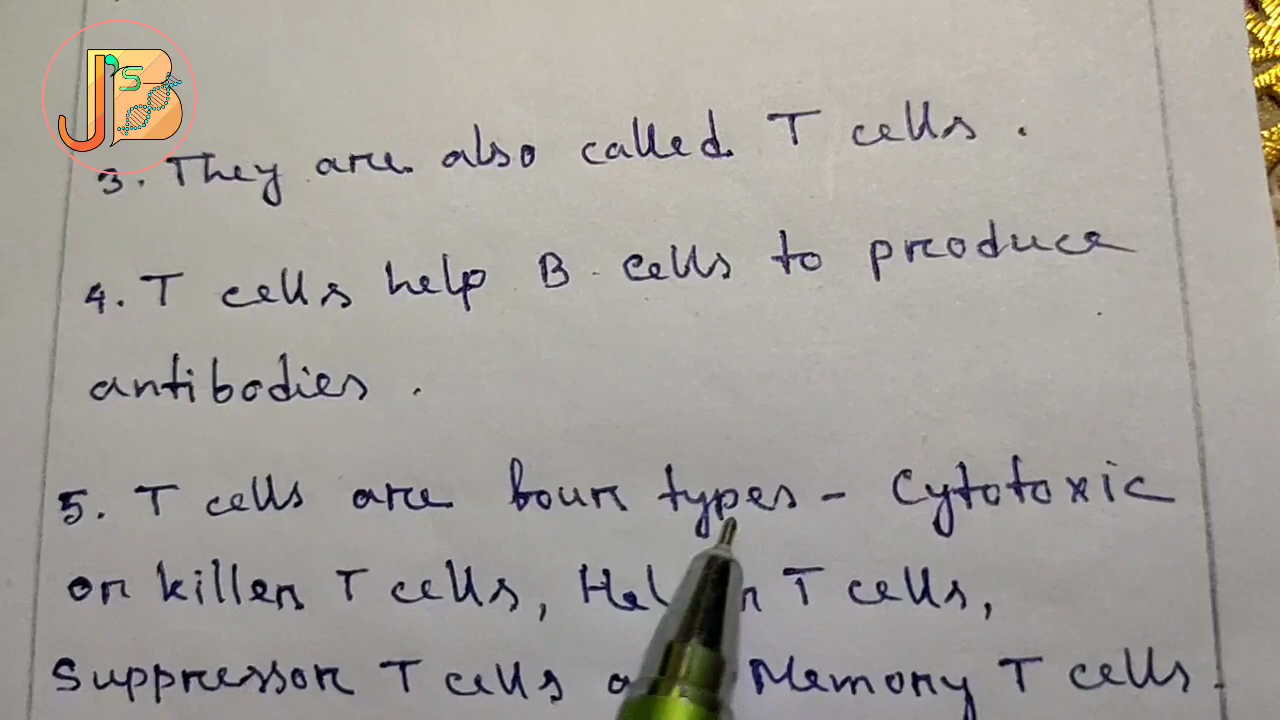 J's B
3. They are also called T cells.
4. T cells help B cells to produce
antibodies.
5. T cells are four types - Cytotoxic
or killer T cells, T cells,
Suppressor T cells Memory T cells.